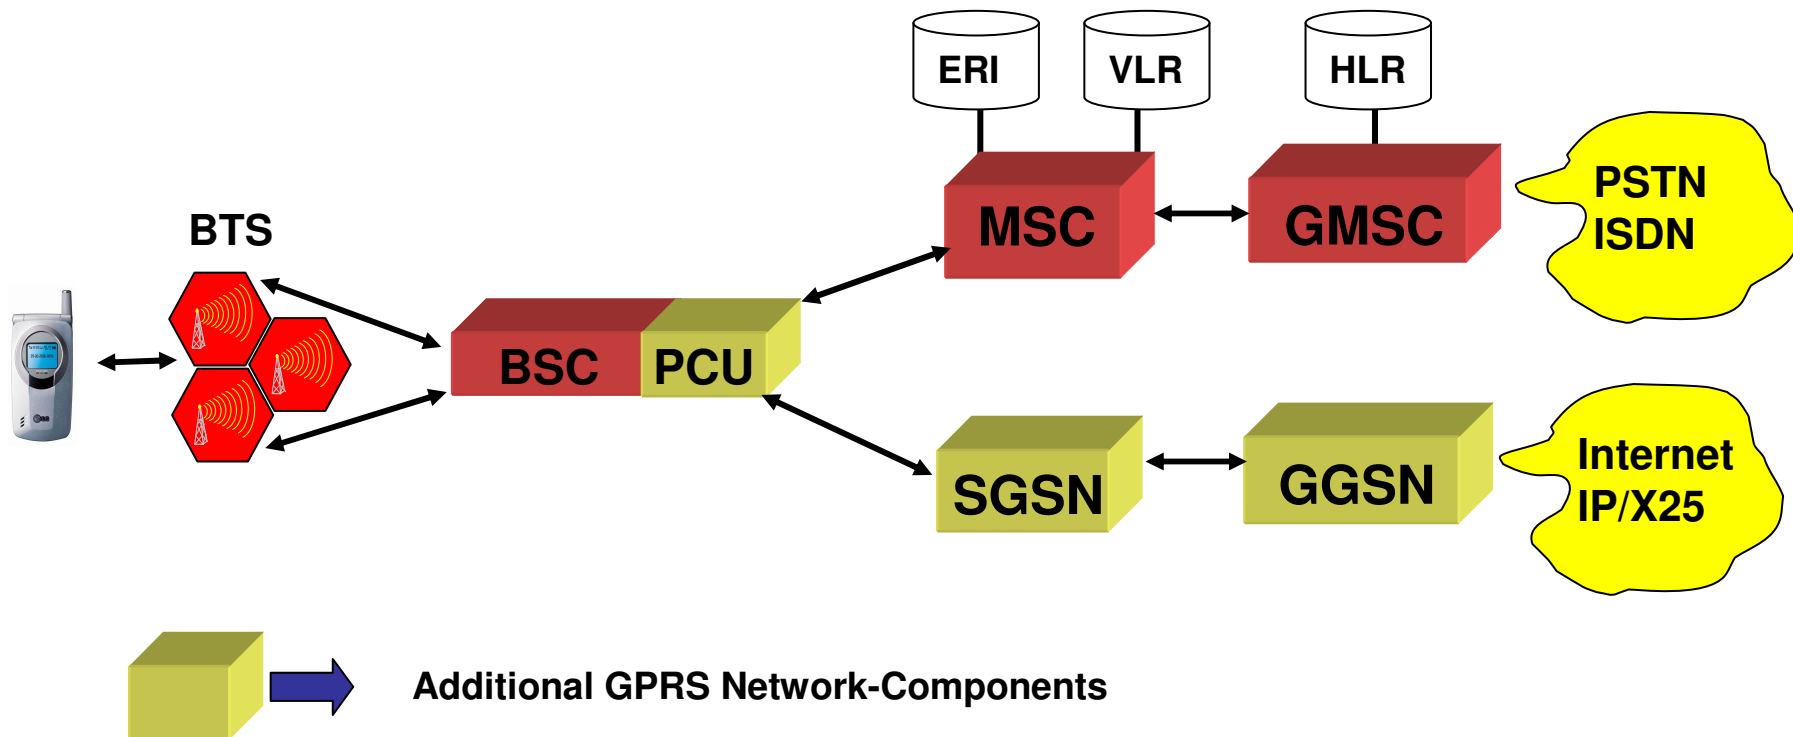 ERI
VLR
HLR
PSTN
ISDN
MSC
GMSC
BTS
BSC
PCU
SGSN
GGSN
Internet
IP/X25
Additional GPRS Network-Components